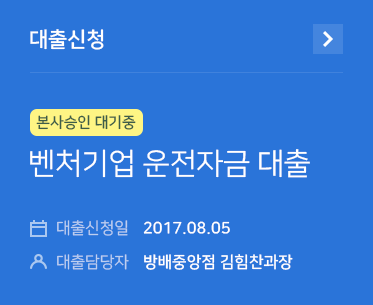 대출신청
본사승인 대기중
벤처기업 운전자금 대출
대출신청일 2017.08.05
대출담당자 방배중앙점 김힘찬과장